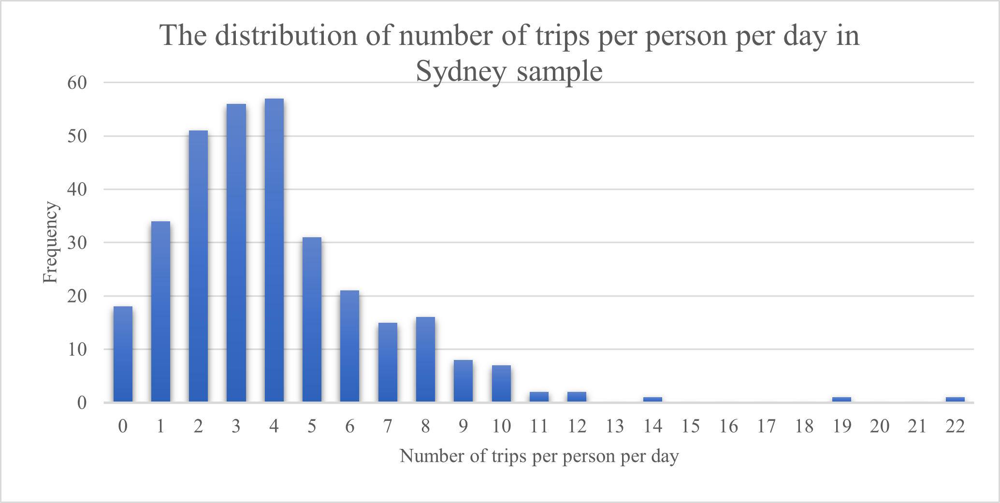 The distribution of number of trips per person per day in
Sydney sample
60
50
40
30
20
10
0
Frequency
0 1 2 3 4 5 6 7 8 9 10 11 12 13 14 15 16 17 18 19 20 21 22
Number of trips per person per day